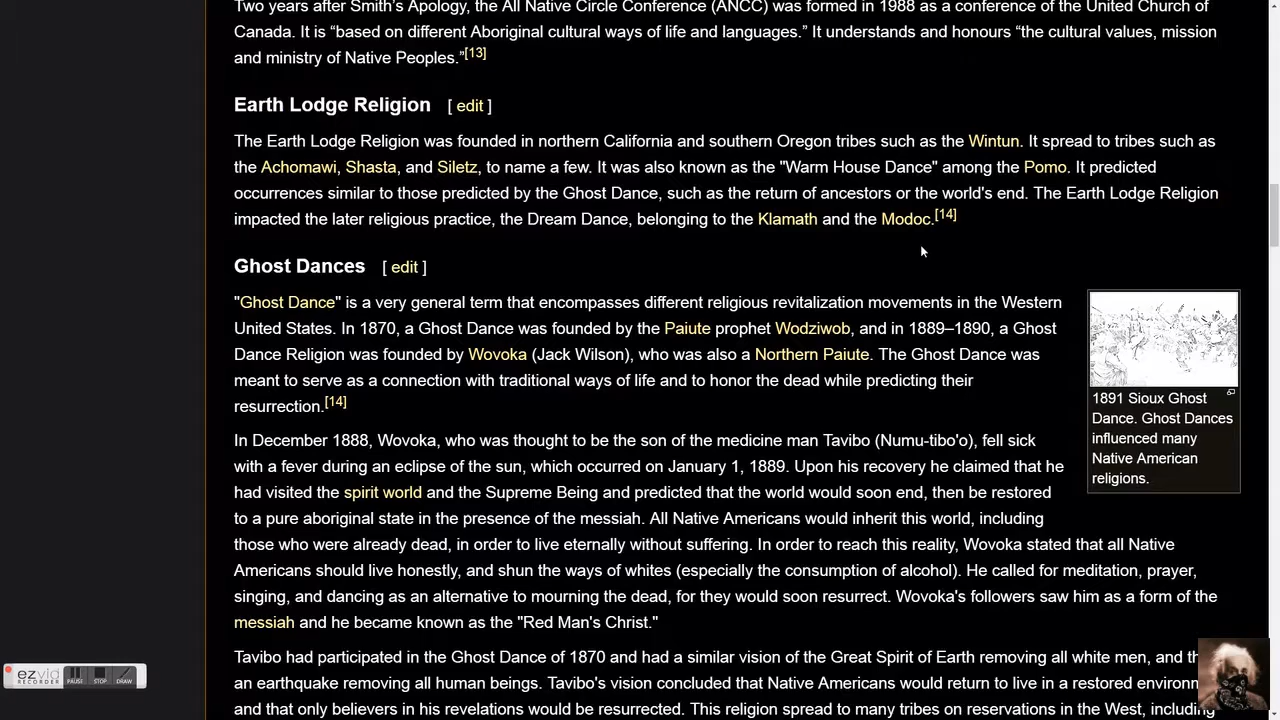 Two years after Smith's Apology, the All Native Circle Conference (ANCC) was formed in 1988 as a conference of the United Church of
Canada. It is “based on different Aboriginal cultural ways of life and languages.” It understands and honours “the cultural values, mission
and ministry of Native Peoples.”[13]
Earth Lodge Religion [ edit ]
The Earth Lodge Religion was founded in northern California and southern Oregon tribes such as the Wintun. It spread to tribes such as
the Achomawi, Shasta, and Siletz, to name a few. It was also known as the "Warm House Dance" among the Pomo. It predicted
occurrences similar to those predicted by the Ghost Dance, such as the return of ancestors or the world's end. The Earth Lodge Religion
impacted the later religious practice, the Dream Dance, belonging to the Klamath and the Modoc.[14]
Ghost Dances [ edit ]
"Ghost Dance" is a very general term that encompasses different religious revitalization movements in the Western
United States. In 1870, a Ghost Dance was founded by the Paiute prophet Wodziwob, and in 1889–1890, a Ghost
Dance Religion was founded by Wovoka (Jack Wilson), who was also a Northern Paiute. The Ghost Dance was
meant to serve as a connection with traditional ways of life and to honor the dead while predicting their
resurrection.[14]
1891 Sioux Ghost
Dance. Ghost Dances
influenced many
Native American
religions.
In December 1888, Wovoka, who was thought to be the son of the medicine man Tavibo (Numu-tibo'o), fell sick
with a fever during an eclipse of the sun, which occurred on January 1, 1889. Upon his recovery he claimed that he
had visited the spirit world and the Supreme Being and predicted that the world would soon end, then be restored
to a pure aboriginal state in the presence of the messiah. All Native Americans would inherit this world, including
those who were already dead, in order to live eternally without suffering. In order to reach this reality, Wovoka stated that all Native
Americans should live honestly, and shun the ways of whites (especially the consumption of alcohol). He called for meditation, prayer,
singing, and dancing as an alternative to mourning the dead, for they would soon resurrect. Wovoka's followers saw him as a form of the
messiah and he became known as the "Red Man's Christ."
Tavibo had participated in the Ghost Dance of 1870 and had a similar vision of the Great Spirit of Earth removing all white men, and
an earthquake removing all human beings. Tavibo's vision concluded that Native Americans would return to live in a restored
and that only believers in his revelations would be resurrected. This religion spread to many tribes on reservations in the West, including
ezvid
RECORDER
PAUSE STOP DRAW